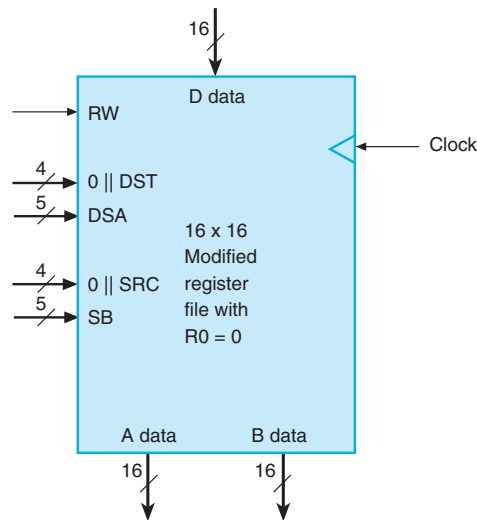 16
D data
RW
Clock
4
0 || DST
5
DSA
16 x 16
Modified
register
file with
R0 = 0
4
0 || SRC
5
SB
A data
B data
16
16